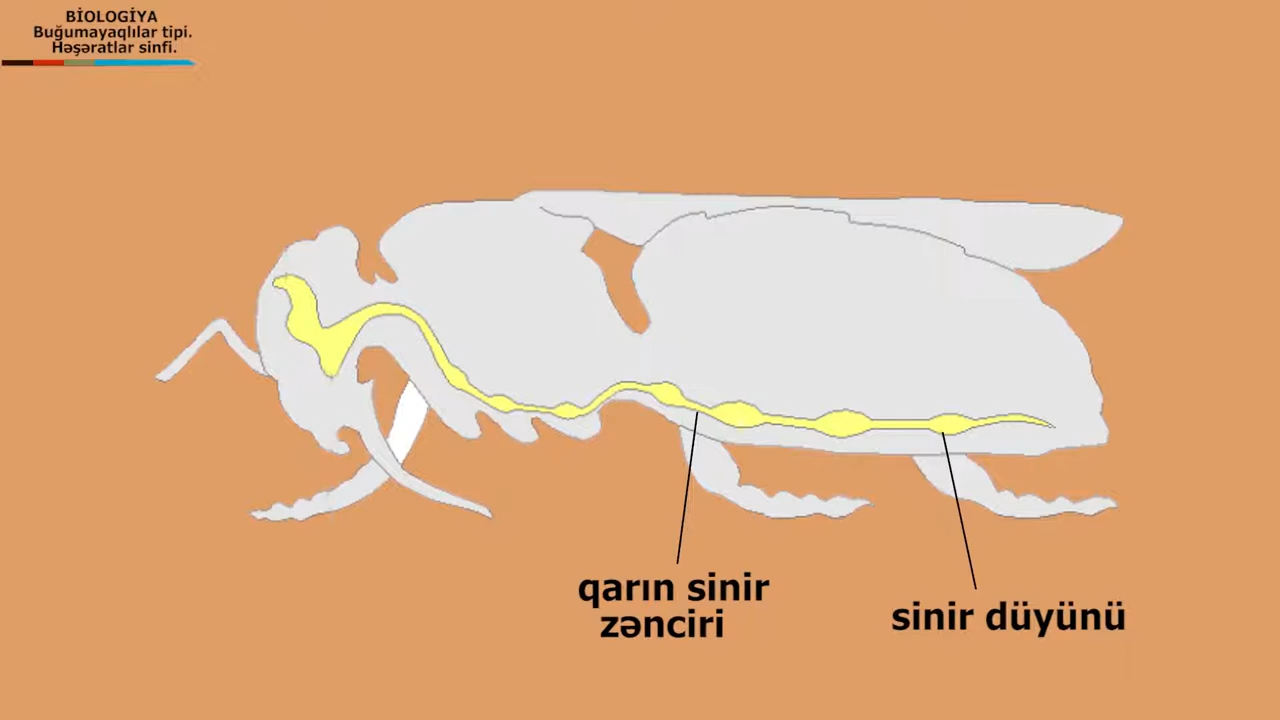 BİOLOGİYA
Buğumayaqlılar tipi.
Həşəratlar sinfi.
qarın sinir
zənciri
sinir düyünü